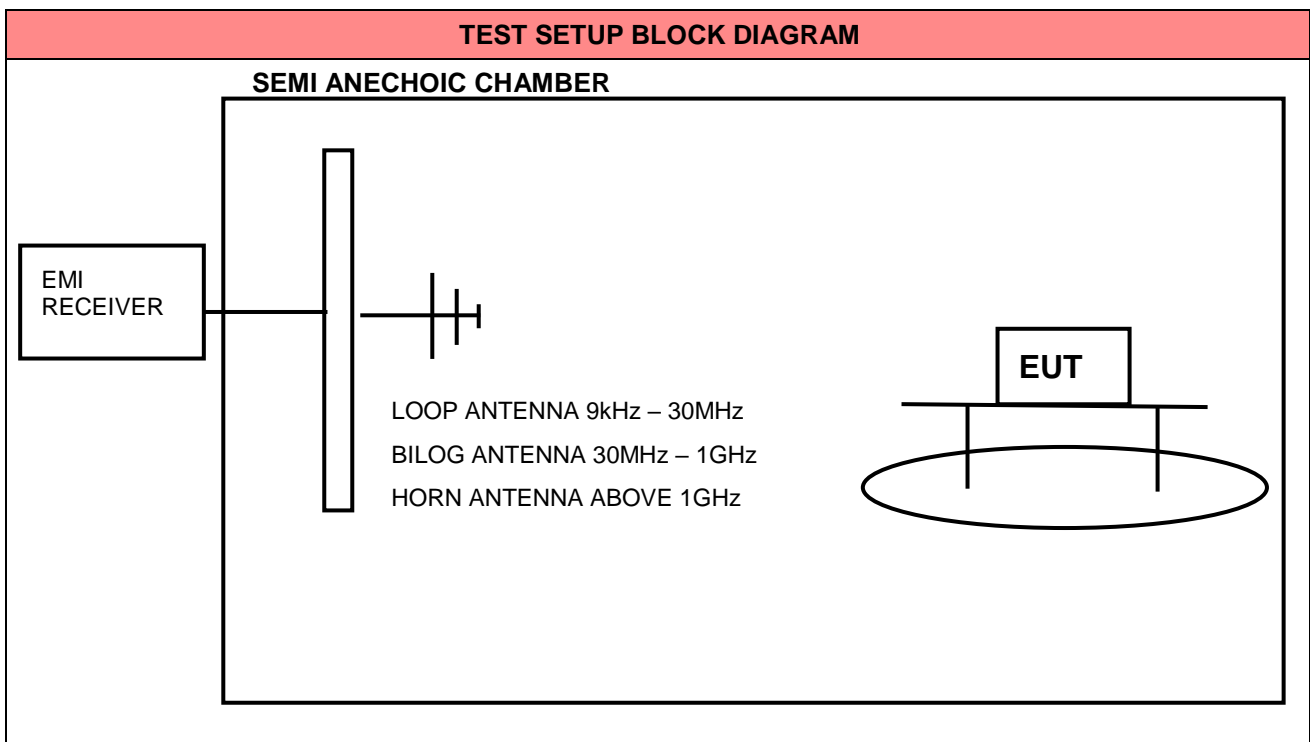 TEST SETUP BLOCK DIAGRAM
SEMI ANECHOIC CHAMBER
EMI
RECEIVER
LOOP ANTENNA 9kHz – 30MHz
BILOG ANTENNA 30MHz – 1GHz
HORN ANTENNA ABOVE 1GHz
EUT